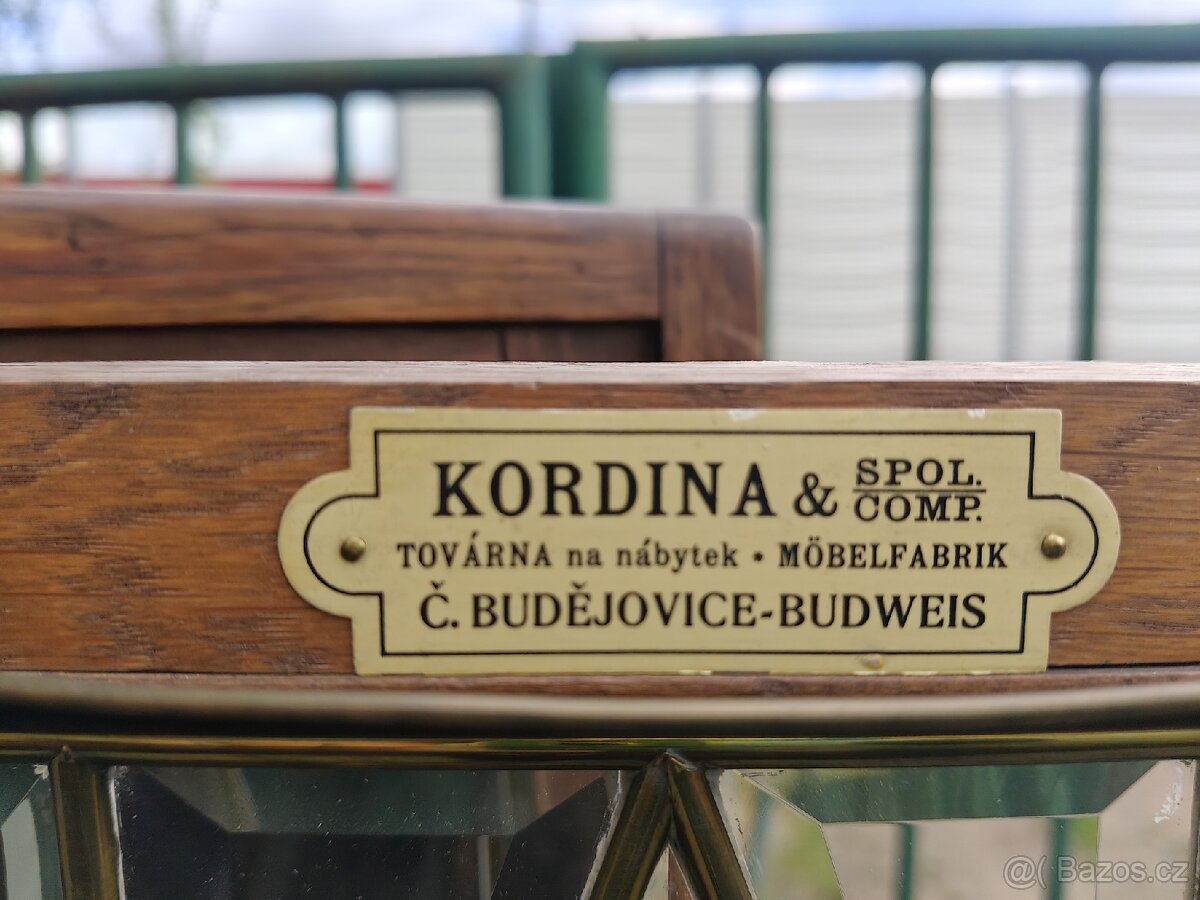 KORDINA & SPOL.
COMP.
TOVÁRNA na nábytek • MÖBELFABRIK
Č. BUDĚJOVICE-BUDWEIS
@( Bazos.cz